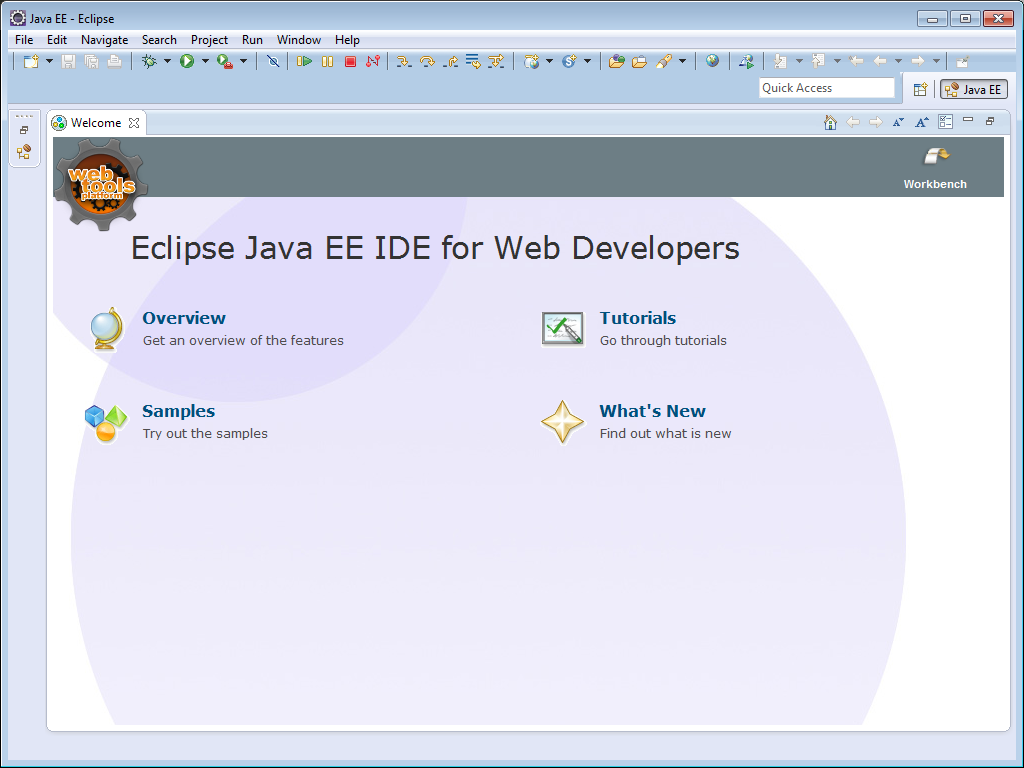 Java EE - Eclipse
File Edit Navigate Search Project Run Window Help
Quick Access
Java EE
Welcome
web
tools
platform
Workbench
Eclipse Java EE IDE for Web Developers
Overview
Get an overview of the features
Tutorials
Go through tutorials
Samples
Try out the samples
What's New
Find out what is new